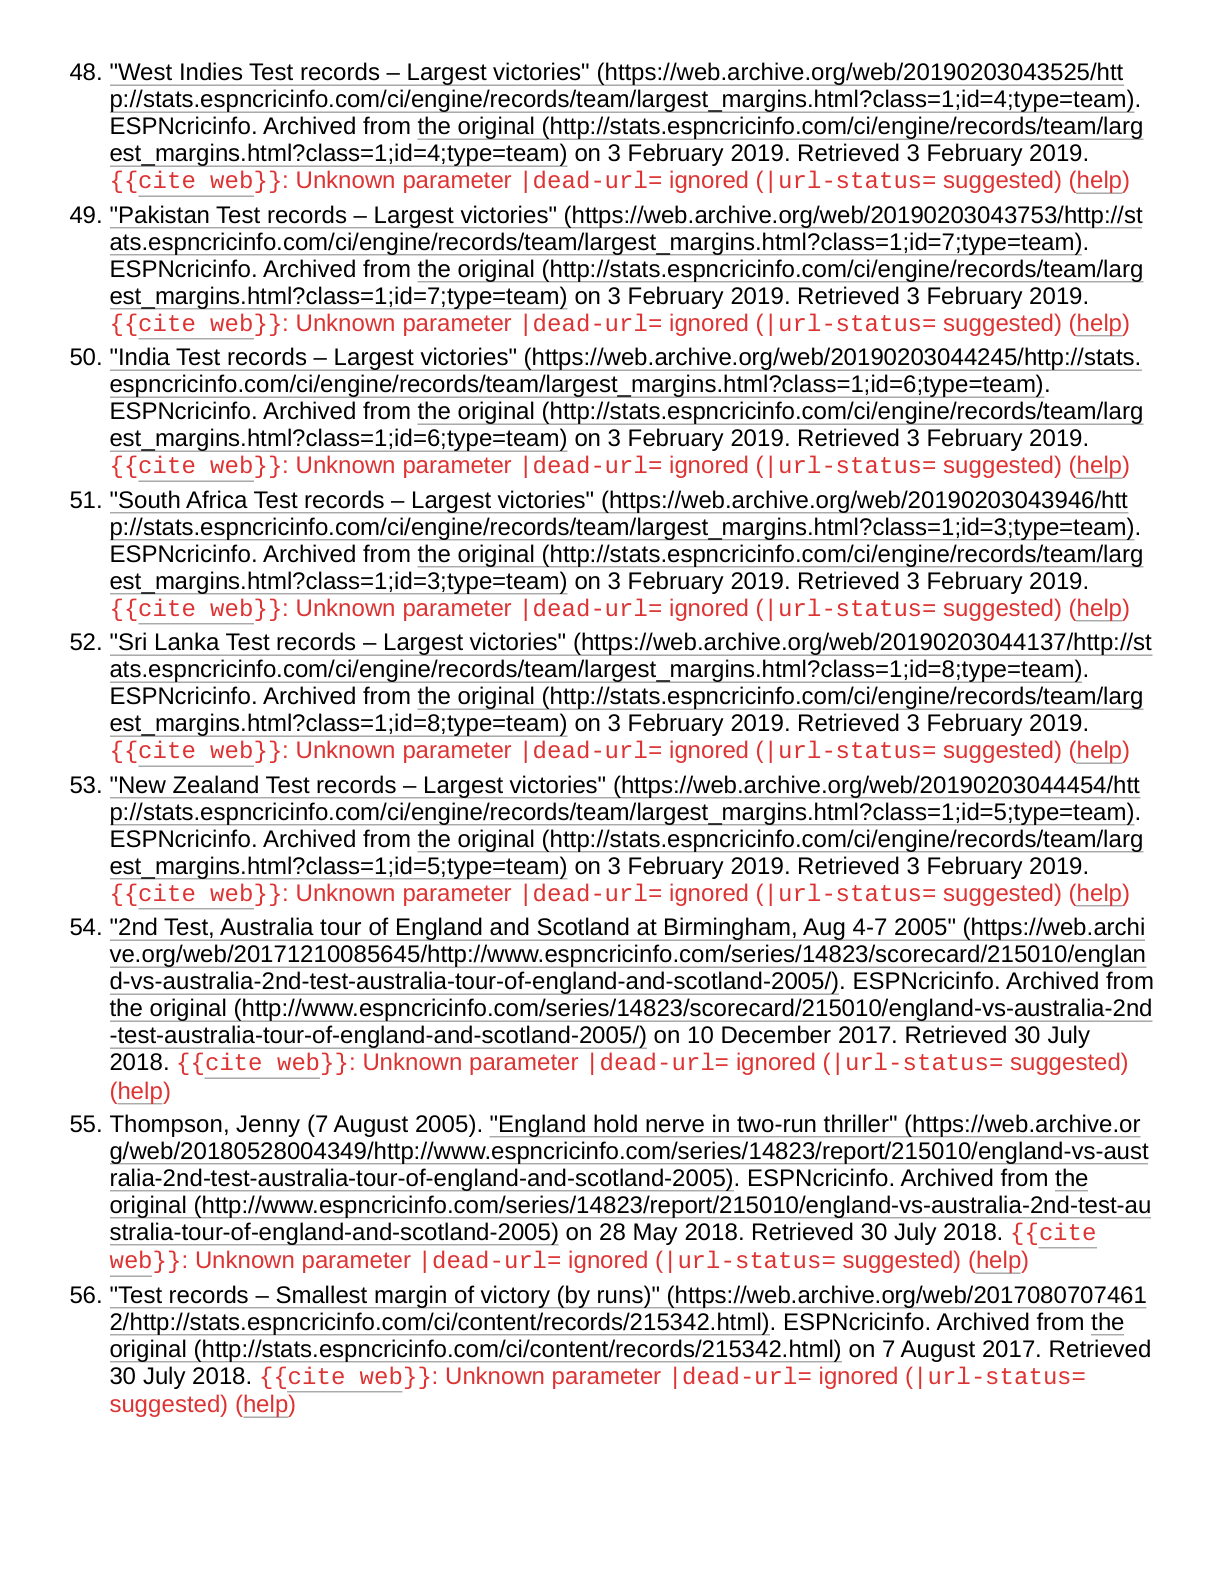 48. "West Indies Test records – Largest victories" (https://web.archive.org/web/20190203043525/htt
p://stats.espncricinfo.com/ci/engine/records/team/largest_margins.html?class=1;id=4;type=team).
ESPNcricinfo. Archived from the original (http://stats.espncricinfo.com/ci/engine/records/team/larg
est_margins.html?class=1;id=4;type=team) on 3 February 2019. Retrieved 3 February 2019.
{{cite web}}: Unknown parameter |dead-url= ignored (|url-status= suggested) (help)
49. "Pakistan Test records – Largest victories" (https://web.archive.org/web/20190203043753/http://st
ats.espncricinfo.com/ci/engine/records/team/largest_margins.html?class=1;id=7;type=team).
ESPNcricinfo. Archived from the original (http://stats.espncricinfo.com/ci/engine/records/team/larg
est_margins.html?class=1;id=7;type=team) on 3 February 2019. Retrieved 3 February 2019.
{{cite web}}: Unknown parameter |dead-url= ignored (|url-status= suggested) (help)
50. "India Test records – Largest victories" (https://web.archive.org/web/20190203044245/http://stats.
espncricinfo.com/ci/engine/records/team/largest_margins.html?class=1;id=6;type=team).
ESPNcricinfo. Archived from the original (http://stats.espncricinfo.com/ci/engine/records/team/larg
est_margins.html?class=1;id=6;type=team) on 3 February 2019. Retrieved 3 February 2019.
{{cite web}}: Unknown parameter |dead-url= ignored (|url-status= suggested) (help)
51. "South Africa Test records – Largest victories" (https://web.archive.org/web/20190203043946/htt
p://stats.espncricinfo.com/ci/engine/records/team/largest_margins.html?class=1;id=3;type=team).
ESPNcricinfo. Archived from the original (http://stats.espncricinfo.com/ci/engine/records/team/larg
est_margins.html?class=1;id=3;type=team) on 3 February 2019. Retrieved 3 February 2019.
{{cite web}}: Unknown parameter |dead-url= ignored (|url-status= suggested) (help)
52. "Sri Lanka Test records – Largest victories" (https://web.archive.org/web/20190203044137/http://st
ats.espncricinfo.com/ci/engine/records/team/largest_margins.html?class=1;id=8;type=team).
ESPNcricinfo. Archived from the original (http://stats.espncricinfo.com/ci/engine/records/team/larg
est_margins.html?class=1;id=8;type=team) on 3 February 2019. Retrieved 3 February 2019.
{{cite web}}: Unknown parameter |dead-url= ignored (|url-status= suggested) (help)
53. "New Zealand Test records – Largest victories" (https://web.archive.org/web/20190203044454/htt
p://stats.espncricinfo.com/ci/engine/records/team/largest_margins.html?class=1;id=5;type=team).
ESPNcricinfo. Archived from the original (http://stats.espncricinfo.com/ci/engine/records/team/larg
est_margins.html?class=1;id=5;type=team) on 3 February 2019. Retrieved 3 February 2019.
{{cite web}}: Unknown parameter |dead-url= ignored (|url-status= suggested) (help)
54. "2nd Test, Australia tour of England and Scotland at Birmingham, Aug 4-7 2005" (https://web.archi
ve.org/web/20171210085645/http://www.espncricinfo.com/series/14823/scorecard/215010/englan
d-vs-australia-2nd-test-australia-tour-of-england-and-scotland-2005/). ESPNcricinfo. Archived from
the original (http://www.espncricinfo.com/series/14823/scorecard/215010/england-vs-australia-2nd
-test-australia-tour-of-england-and-scotland-2005/) on 10 December 2017. Retrieved 30 July
2018. {{cite web}}: Unknown parameter |dead-url= ignored (|url-status= suggested)
(help)
55. Thompson, Jenny (7 August 2005). "England hold nerve in two-run thriller" (https://web.archive.or
g/web/20180528004349/http://www.espncricinfo.com/series/14823/report/215010/england-vs-aust
ralia-2nd-test-australia-tour-of-england-and-scotland-2005). ESPNcricinfo. Archived from the
original (http://www.espncricinfo.com/series/14823/report/215010/england-vs-australia-2nd-test-au
stralia-tour-of-england-and-scotland-2005) on 28 May 2018. Retrieved 30 July 2018. {{cite
web}}: Unknown parameter |dead-url= ignored (|url-status= suggested) (help)
56. "Test records – Smallest margin of victory (by runs)" (https://web.archive.org/web/2017080707461
2/http://stats.espncricinfo.com/ci/content/records/215342.html). ESPNcricinfo. Archived from the
original (http://stats.espncricinfo.com/ci/content/records/215342.html) on 7 August 2017. Retrieved
30 July 2018. {{cite web}}: Unknown parameter |dead-url= ignored (|url-status=
suggested) (help)